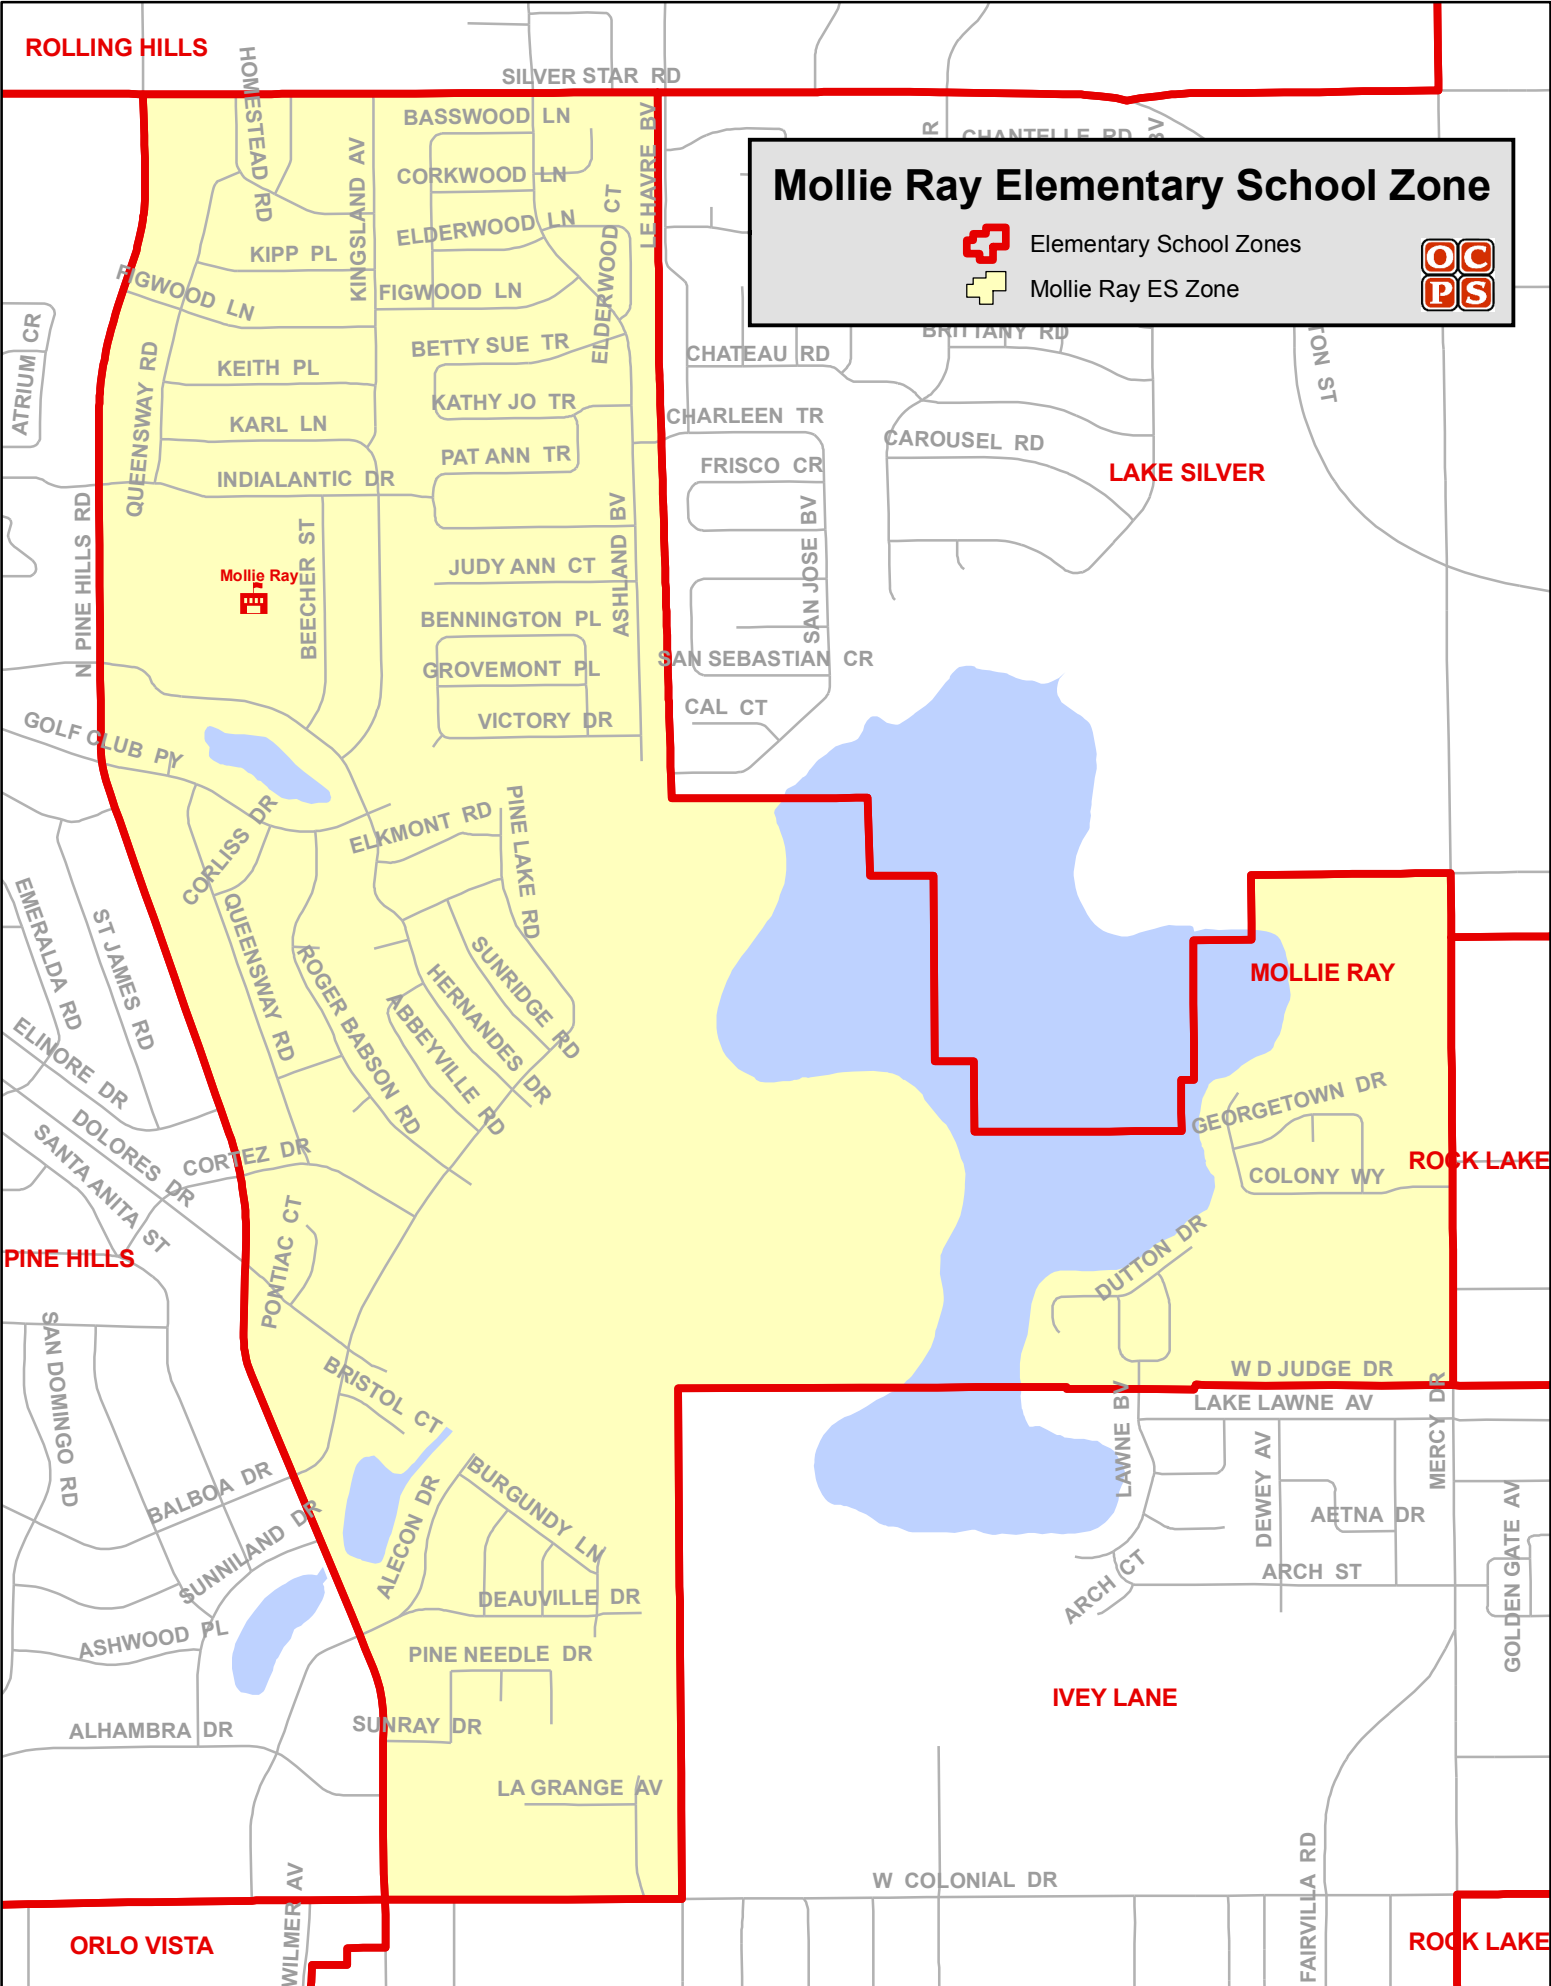 ROLLING HILLS
SILVER STAR RD
HOMESTEAD RD
BASSWOOD LN
LE HAVRE BV
CHANTELLE RD
R
BV
Mollie Ray Elementary School Zone
Elementary School Zones
Mollie Ray ES Zone
OC
PS
KINGSLAND AV
CORKWOOD LN
ELDERWOOD LN
ELDERWOOD CT
KIPP PL
FIGWOOD LN
FIGWOOD LN
ATRIUM CR
BETTY SUE TR
CHATEAU RD
BRITTANY RD
TON ST
QUEENSWAY RD
KEITH PL
KATHY JO TR
CHARLEEN TR
KARL LN
CAROUSEL RD
PAT ANN TR
FRISCO CR
LAKE SILVER
INDIALANTIC DR
N PINE HILLS RD
BEECHER ST
ASHLAND BV
SAN JOSE BV
Mollie Ray
JUDY ANN CT
BENNINGTON PL
SAN SEBASTIAN CR
GROVEMONT PL
CAL CT
VICTORY DR
GOLF CLUB PY
CORLISS DR
ELKMONT RD
PINE LAKE RD
EMERALDA RD
ST JAMES RD
QUEENSWAY RD
ROGER BABSON RD
ABBEYVILLE RD
HERNANDES DR
SUNRIDGE RD
MOLLIE RAY
ELINORE DR
DOLORES DR
SANTA ANITA ST
CORTEZ DR
GEORGETOWN DR
ROCK LAKE
COLONY WY
PINE HILLS
PONTIAC CT
DUTTON DR
SAN DOMINGO RD
BRISTOL CT
W D JUDGE DR
LAKE LAWNE AV
LAWNE BV
MERCY DR
BALBOA DR
BURGUNDY LN
DEWEY AV
AETNA DR
GOLDEN GATE AV
SUNNILAND DR
ALECON DR
ARCH CT
ARCH ST
DEAUVILLE DR
ASHWOOD PL
PINE NEEDLE DR
IVEY LANE
ALHAMBRA DR
SUNRAY DR
LA GRANGE AV
W COLONIAL DR
FAIRVILLA RD
WILMER AV
ORLO VISTA
ROCK LAKE